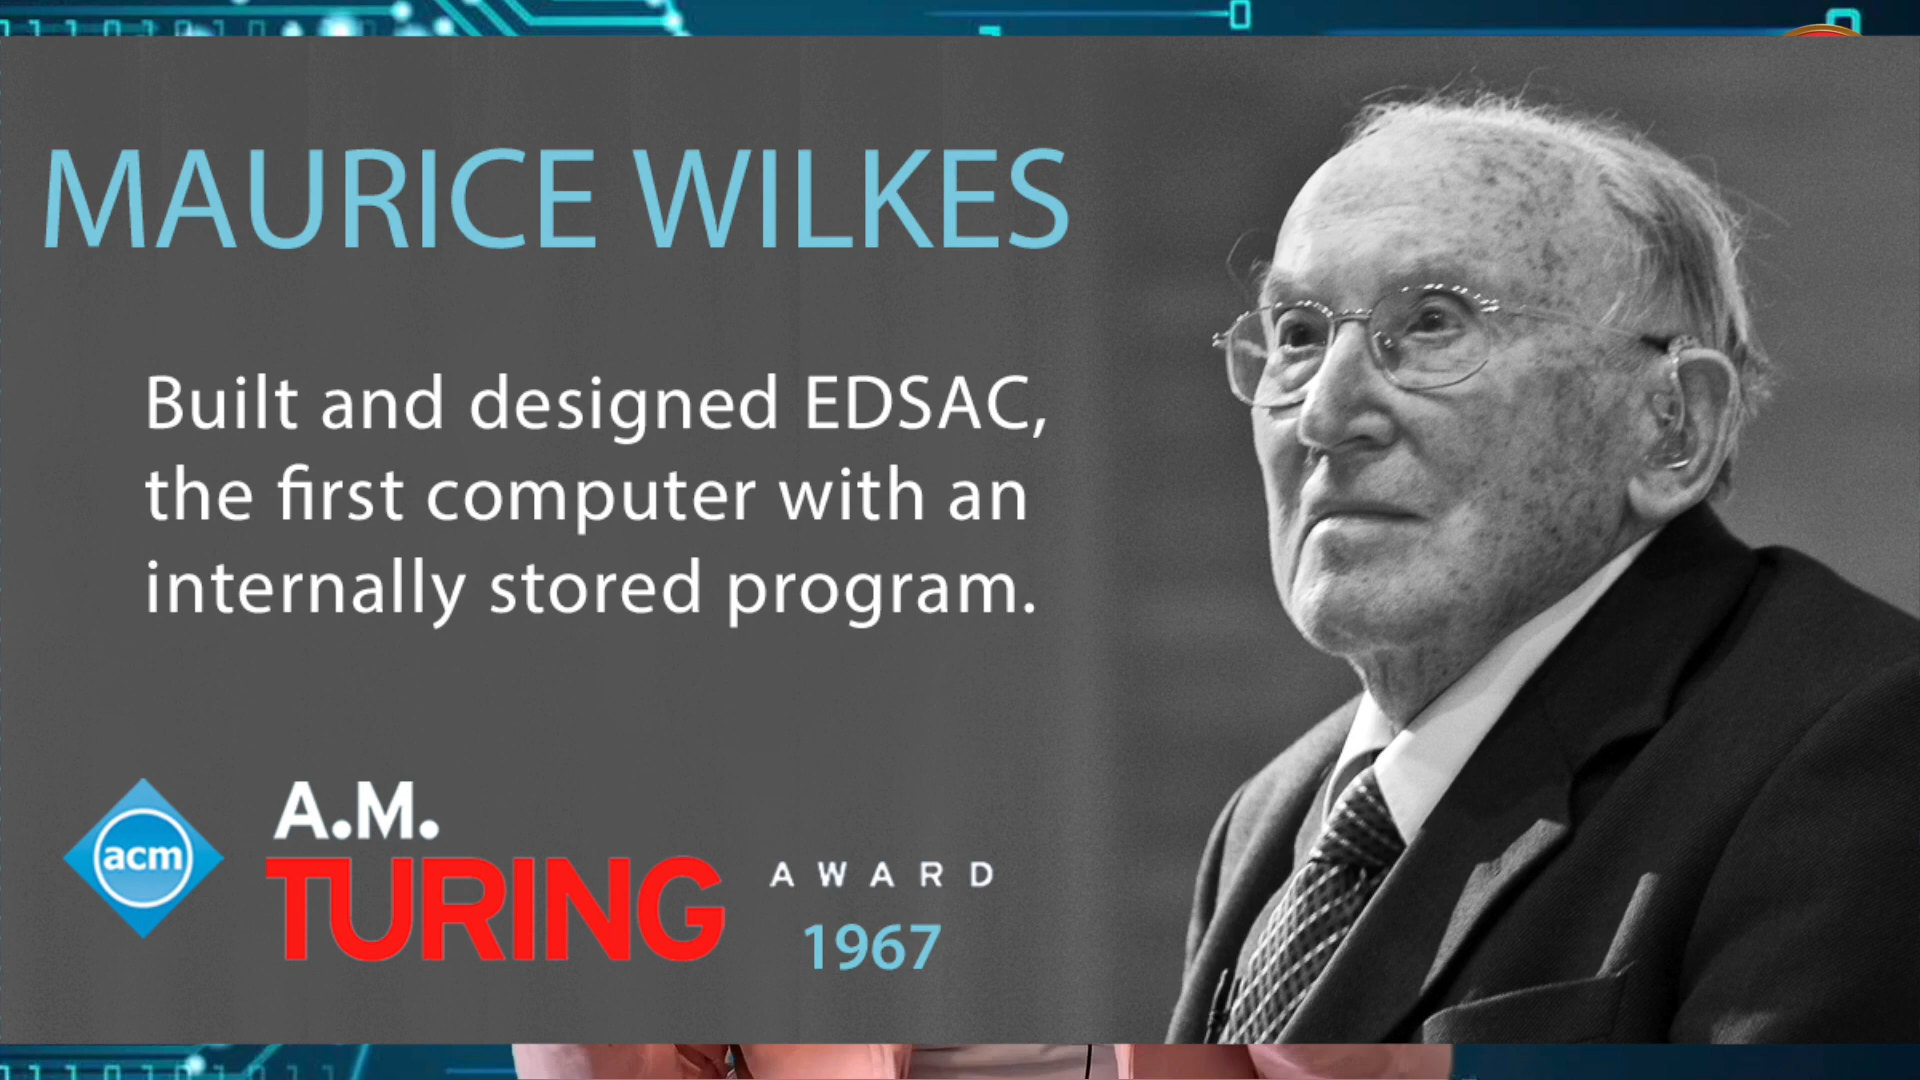 MAURICE WILKES
Built and designed EDSAC,
the first computer with an
internally stored program.
acm
A.M.
TURING
AWARD
1967